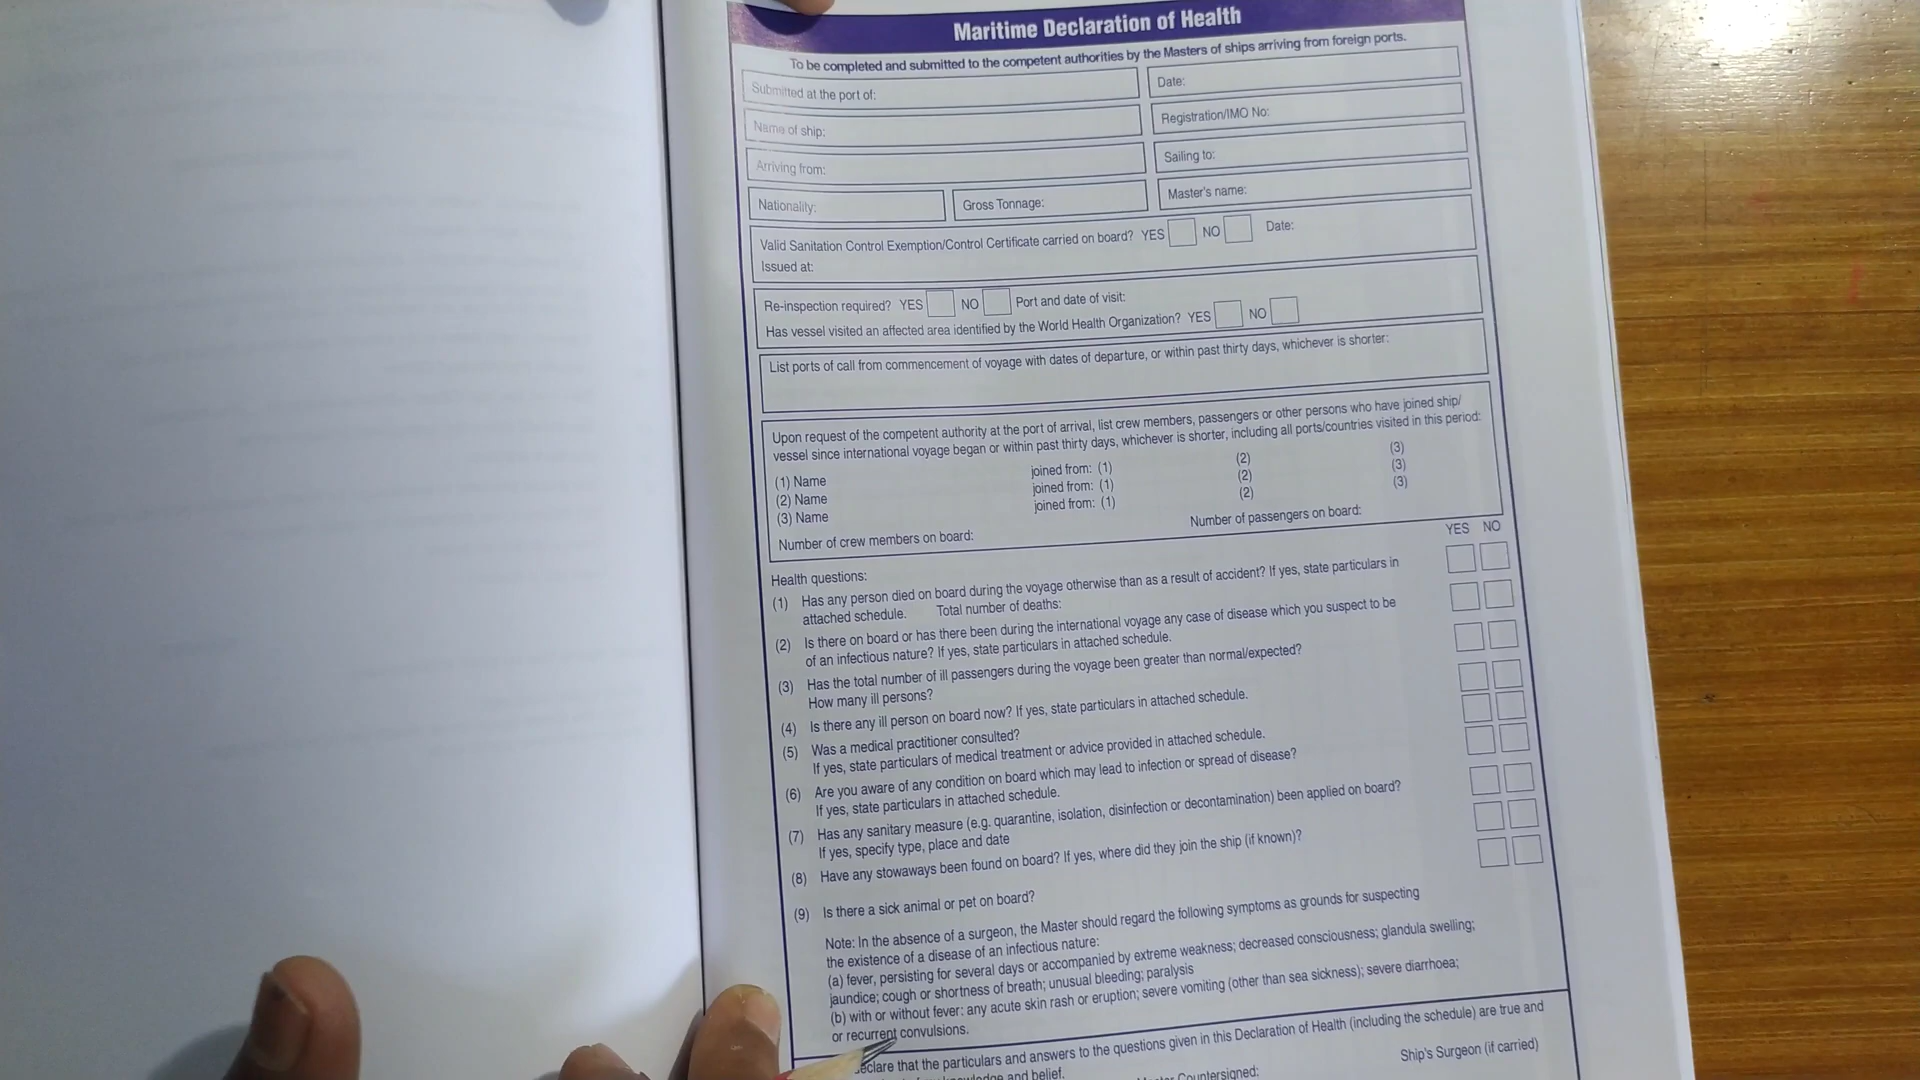 Maritime Declaration of Health
To be completed and submitted to the competent authorities by the Masters of ships arriving from foreign ports.
Submitted at the port of:
Date:
Name of ship:
Registration/IMO No:
Arriving from:
Sailing to:
Nationality:
Gross Tonnage:
Master's name:
Valid Sanitation Control Exemption/Control Certificate carried on board? YES NO Date:
Issued at:
Re-inspection required? YES NO Port and date of visit:
Has vessel visited an affected area identified by the World Health Organization? YES NO
List ports of call from commencement of voyage with dates of departure, or within past thirty days, whichever is shorter:
Upon request of the competent authority at the port of arrival, list crew members, passengers or other persons who have joined ship/
vessel since international voyage began or within past thirty days, whichever is shorter, including all ports/countries visited in this period:
(1) Name joined from: (1) (2) (3)
(2) Name joined from: (1) (2) (3)
(3) Name joined from: (1) (2) (3)
Number of crew members on board: Number of passengers on board:
YES NO
Health questions:
(1) Has any person died on board during the voyage otherwise than as a result of accident? If yes, state particulars in
attached schedule. Total number of deaths:
(2) Is there on board or has there been during the international voyage any case of disease which you suspect to be
of an infectious nature? If yes, state particulars in attached schedule.
(3) Has the total number of ill passengers during the voyage been greater than normal/expected?
How many ill persons?
(4) Is there any ill person on board now? If yes, state particulars in attached schedule.
(5) Was a medical practitioner consulted?
If yes, state particulars of medical treatment or advice provided in attached schedule.
(6) Are you aware of any condition on board which may lead to infection or spread of disease?
If yes, state particulars in attached schedule.
(7) Has any sanitary measure (e.g. quarantine, isolation, disinfection or decontamination) been applied on board?
If yes, specify type, place and date
(8) Have any stowaways been found on board? If yes, where did they join the ship (if known)?
(9) Is there a sick animal or pet on board?
Note: In the absence of a surgeon, the Master should regard the following symptoms as grounds for suspecting
the existence of a disease of an infectious nature:
(a) fever, persisting for several days or accompanied by extreme weakness; decreased consciousness; glandula swelling;
jaundice; cough or shortness of breath; unusual bleeding; paralysis
(b) with or without fever: any acute skin rash or eruption; severe vomiting (other than sea sickness); severe diarrhoea;
or recurrent convulsions.
that the particulars and answers to the questions given in this Declaration of Health (including the schedule) are true and
and belief.
Countersigned:
Ship's Surgeon (if carried)